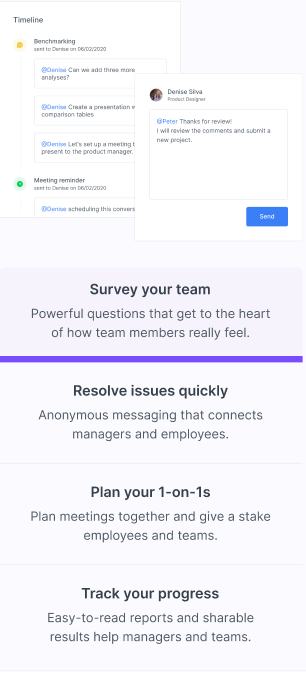 Timeline
Benchmarking
sent to Denise on 06/02/2020
@Denise Can we add three more
analyses?
@Denise Create a presentation w
comparison tables
@Denise Let's set up a meeting t
present to the product manager.
Meeting reminder
sent to Denise on 06/02/2020
@Denise scheduling this convers
Denise Silva
Product Designer
@Peter Thanks for review!
I will review the comments and submit a
new project.
Send
Survey your team
Powerful questions that get to the heart
of how team members really feel.
Resolve issues quickly
Anonymous messaging that connects
managers and employees.
Plan your 1-on-1s
Plan meetings together and give a stake
employees and teams.
Track your progress
Easy-to-read reports and sharable
results help managers and teams.